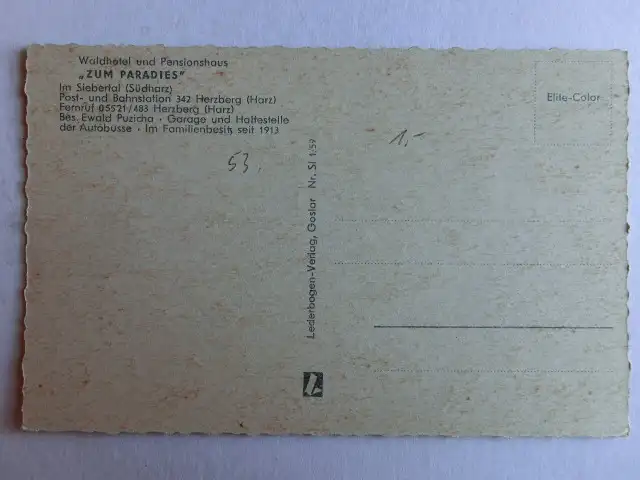 Waldhotel und Pensionshaus
„ZUM PARADIES"
Im Siebertal (Südharz)
Post- und Bahnstation 342 Herzberg (Harz)
Fernruf 05521/483 Herzberg (Harz)
Bes. Ewald Puzicha · Garage und Haltestelle
der Autobusse · Im Familienbesitz seit 1913
53.
Lederbogen-Verlag, Goslar Nr. SI 1/59
1,-
Elite-Color